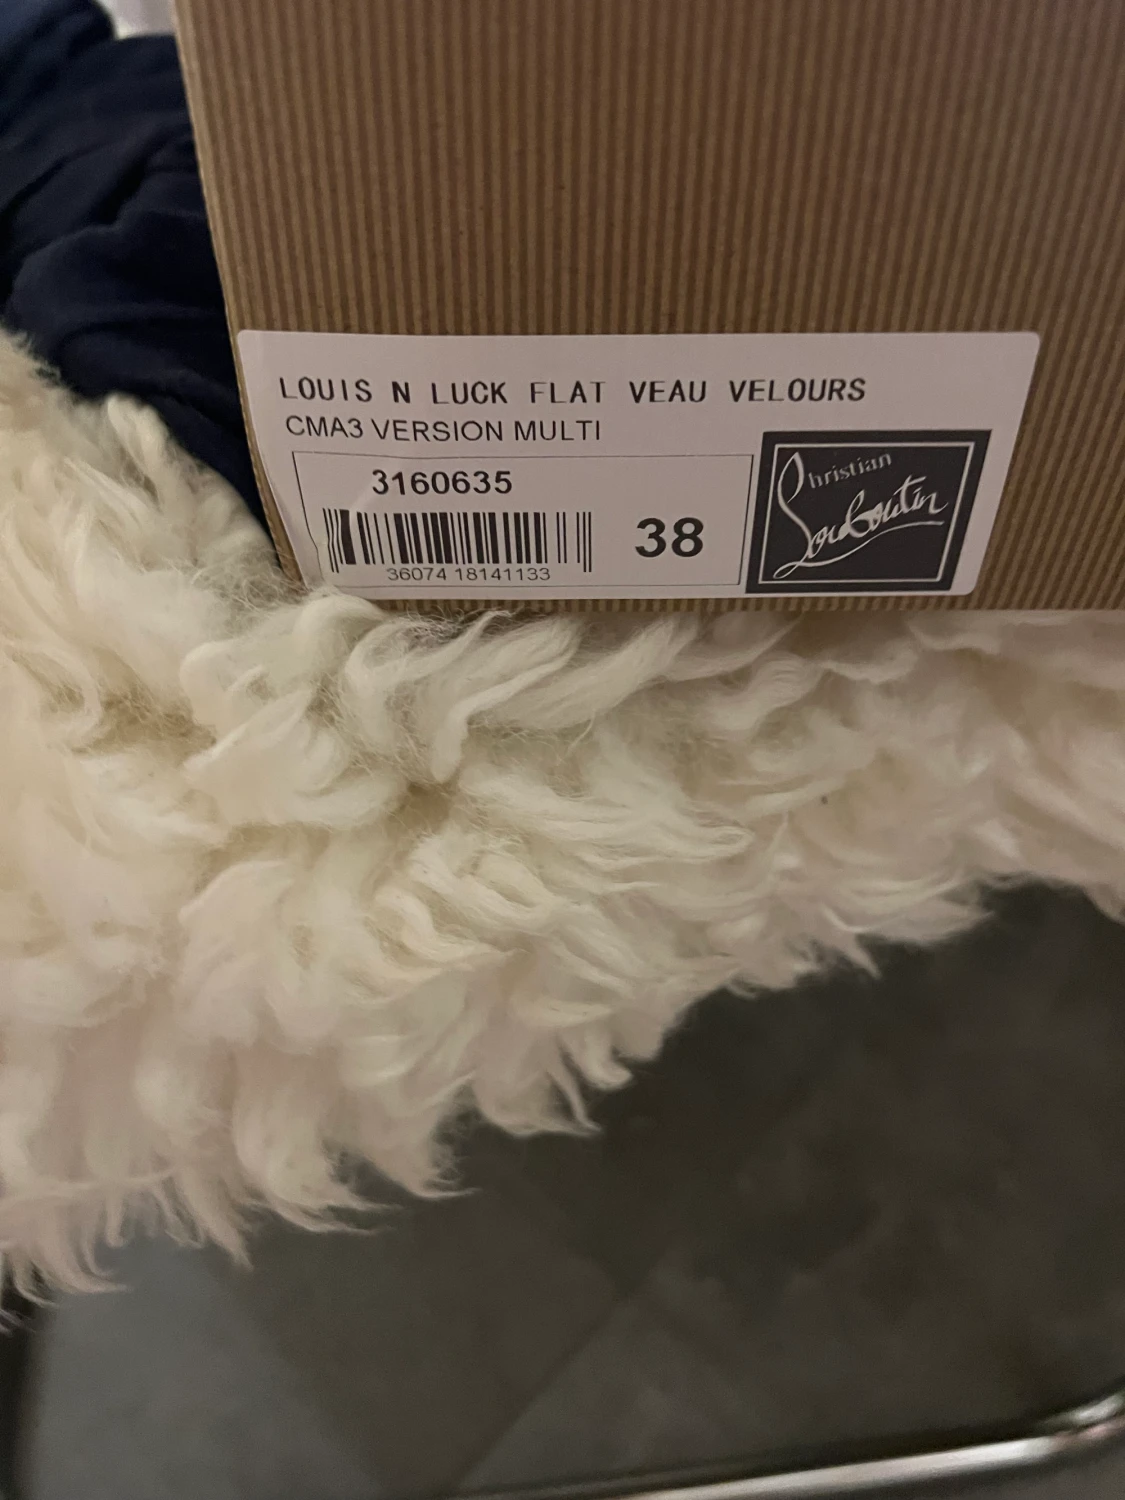 LOUIS N LUCK FLAT VEAU VELOURS
CMA3 VERSION MULTI
3160635
36074 18141133
38
Christian
Louboutin